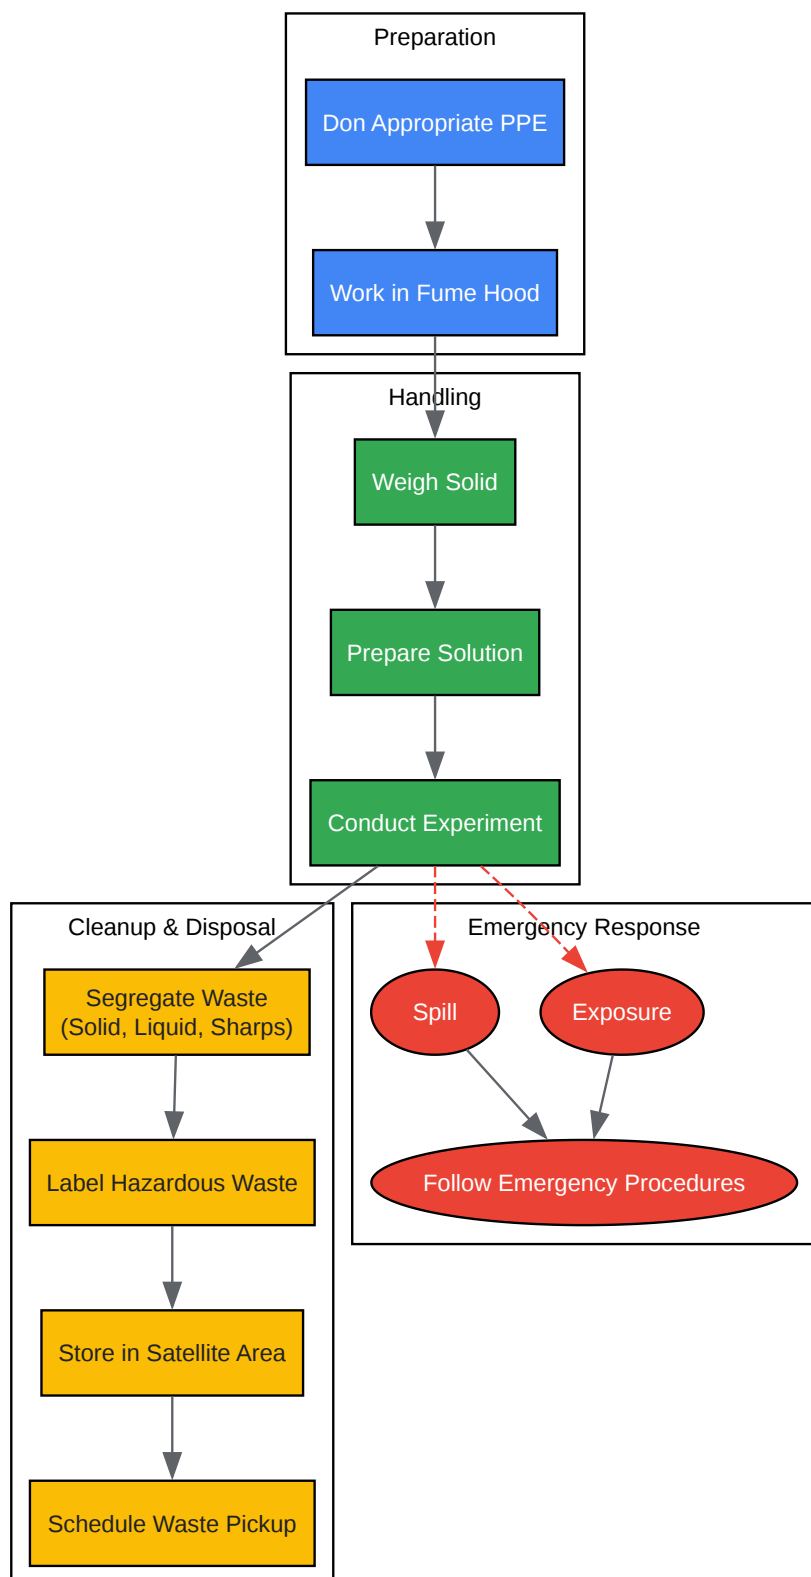 Preparation
Don Appropriate PPE
Work in Fume Hood
Handling
Weigh Solid
Prepare Solution
Conduct Experiment
Cleanup & Disposal
Segregate Waste
(Solid, Liquid, Sharps)
Label Hazardous Waste
Store in Satellite Area
Schedule Waste Pickup
Emergency Response
Spill
Exposure
Follow Emergency Procedures